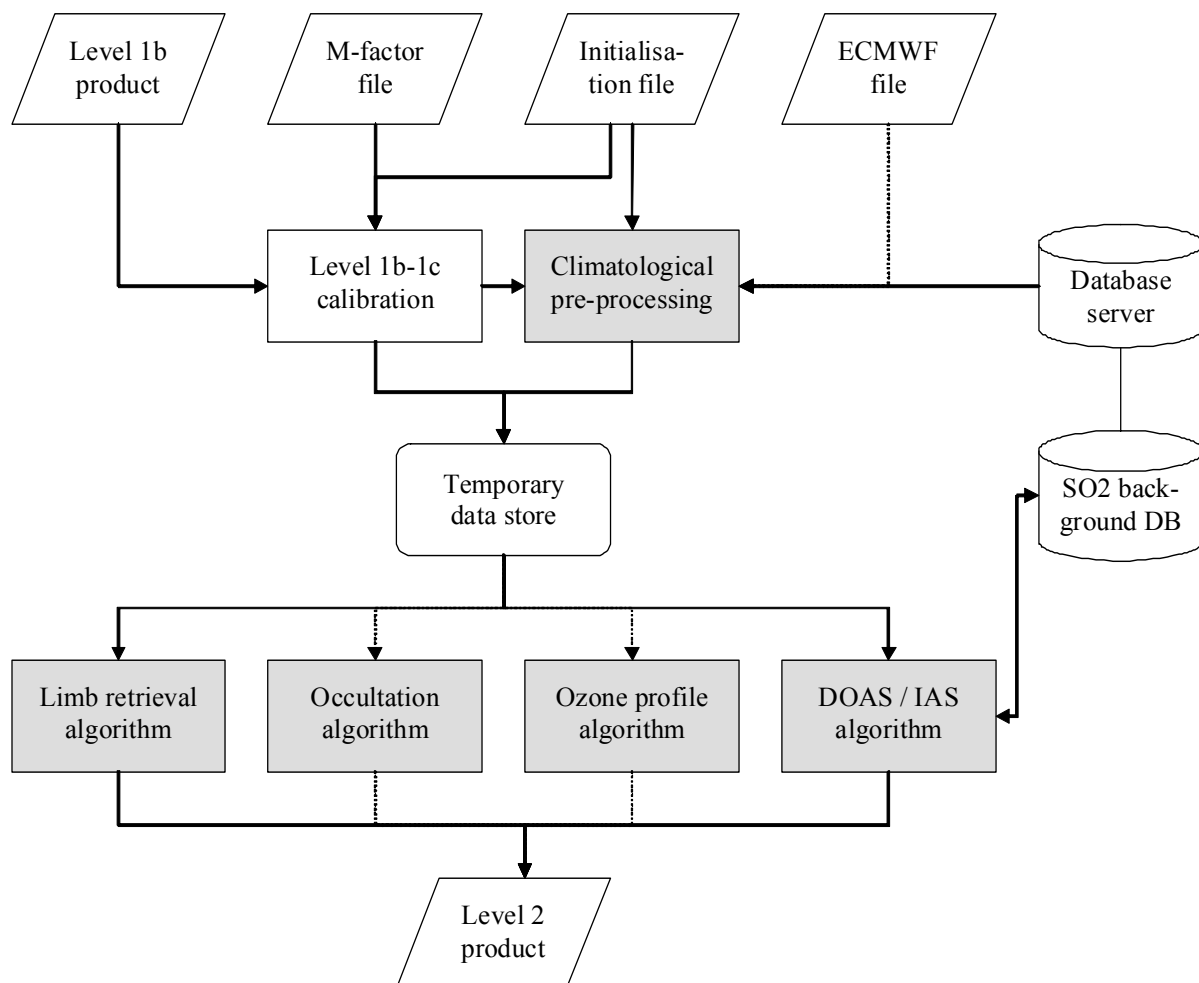 Level 1b
product
M-factor
file
Initialisa-
tion file
ECMWF
file
Level 1b-1c
calibration
Climatological
pre-processing
Database
server
Temporary
data store
SO2 back-
ground DB
Limb retrieval
algorithm
Occultation
algorithm
Ozone profile
algorithm
DOAS / IAS
algorithm
Level 2
product